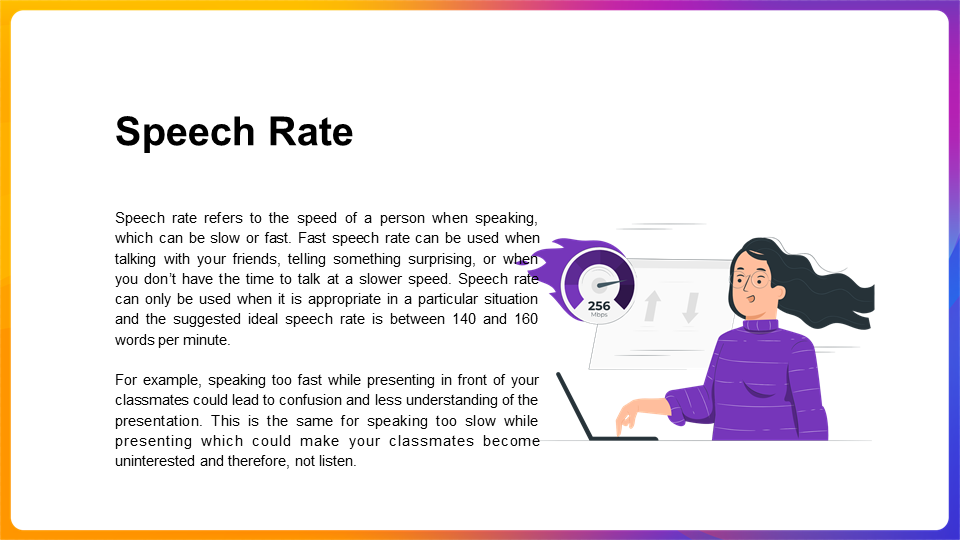 Speech Rate
Speech rate refers to the speed of a person when speaking,
which can be slow or fast. Fast speech rate can be used when
talking with your friends, telling something surprising, or when
you don’t have the time to talk at a slower speed. Speech rate
can only be used when it is appropriate in a particular situation
and the suggested ideal speech rate is between 140 and 160
words per minute.
For example, speaking too fast while presenting in front of your
classmates could lead to confusion and less understanding of the
presentation. This is the same for speaking too slow while
presenting which could make your classmates become
uninterested and therefore, not listen.
256
Mbps